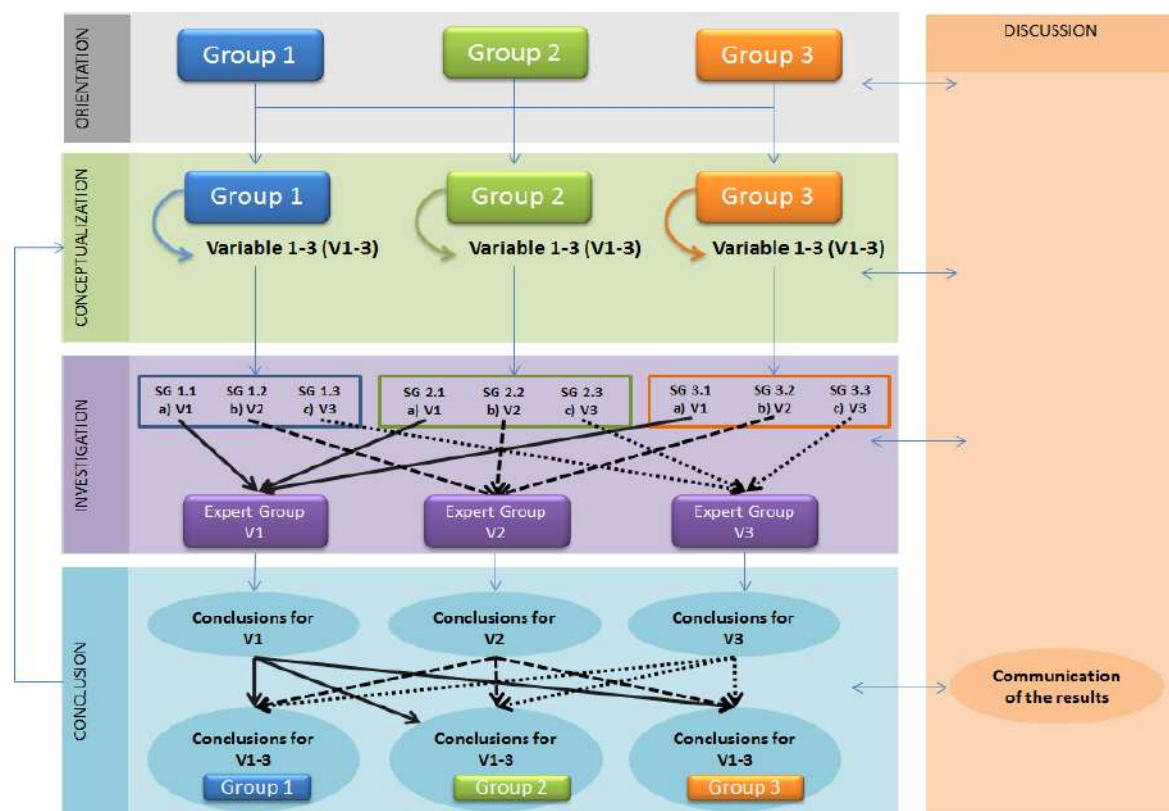 ORIENTATION
Group 1
Group 2
Group 3
DISCUSSION
CONCEPTUALIZATION
Group 1
Group 2
Group 3
Variable 1-3 (V1-3)
Variable 1-3 (V1-3)
Variable 1-3 (V1-3)
INVESTIGATION
SG 1.1
a) V1
SG 1.2
b) V2
SG 1.3
c) V3
SG 2.1
a) V1
SG 2.2
b) V2
SG 2.3
c) V3
SG 3.1
a) V1
SG 3.2
b) V2
SG 3.3
c) V3
Expert Group
V1
Expert Group
V2
Expert Group
V3
CONCLUSION
Conclusions for
V1
Conclusions for
V2
Conclusions for
V3
Conclusions for
V1-3
Group 1
Conclusions for
V1-3
Group 2
Conclusions for
V1-3
Group 3
Communication
of the results